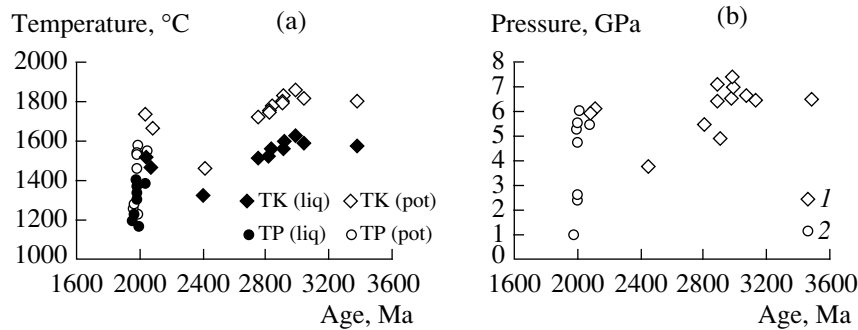 Temperature, °C
(a)
2000
1800
1600
1400
1200
1000
TK (liq) TK (pot)
TP (liq) TP (pot)
1600 2000 2400 2800 3200 3600
Age, Ma
Pressure, GPa
(b)
8
7
6
5
4
3
2
1
0
1
2
1600 2000 2400 2800 3200 3600
Age, Ma